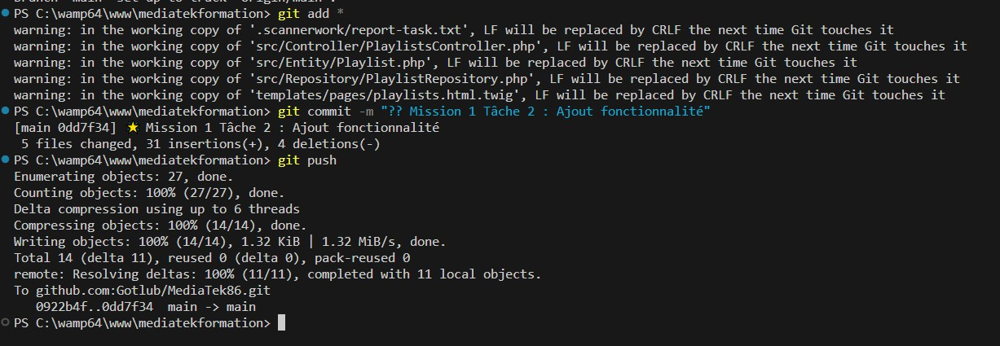 PS C:\wamp64\www\mediatekformation> git add *
warning: in the working copy of '.scannerwork/report-task.txt', LF will be replaced by CRLF the next time Git touches it
warning: in the working copy of 'src/Controller/PlaylistsController.php', LF will be replaced by CRLF the next time Git touches it
warning: in the working copy of 'src/Entity/Playlist.php', LF will be replaced by CRLF the next time Git touches it
warning: in the working copy of 'src/Repository/PlaylistRepository.php', LF will be replaced by CRLF the next time Git touches it
warning: in the working copy of 'templates/pages/playlists.html.twig', LF will be replaced by CRLF the next time Git touches it
PS C:\wamp64\www\mediatekformation> git commit -m "?? Mission 1 Tâche 2 : Ajout fonctionnalité"
[main 0dd7f34] ⭐ Mission 1 Tâche 2 : Ajout fonctionnalité
5 files changed, 31 insertions(+), 4 deletions(-)
PS C:\wamp64\www\mediatekformation> git push
Enumerating objects: 27, done.
Counting objects: 100% (27/27), done.
Delta compression using up to 6 threads
Compressing objects: 100% (14/14), done.
Writing objects: 100% (14/14), 1.32 KiB | 1.32 MiB/s, done.
Total 14 (delta 11), reused 0 (delta 0), pack-reused 0
remote: Resolving deltas: 100% (11/11), completed with 11 local objects.
To github.com:Gotlub/MediaTek86.git
0922b4f..0dd7f34  main -> main
PS C:\wamp64\www\mediatekformation>